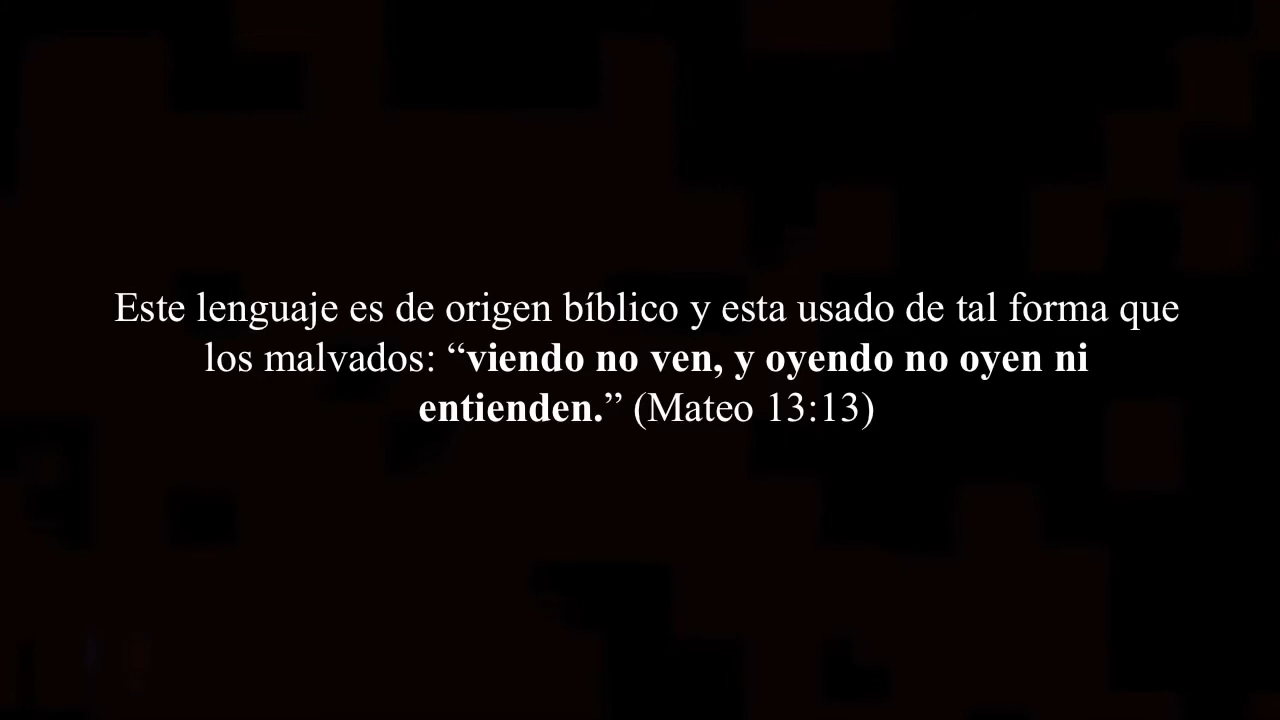 Este lenguaje es de origen bíblico y esta usado de tal forma que
los malvados: “viendo no ven, y oyendo no oyen ni
entienden.” (Mateo 13:13)